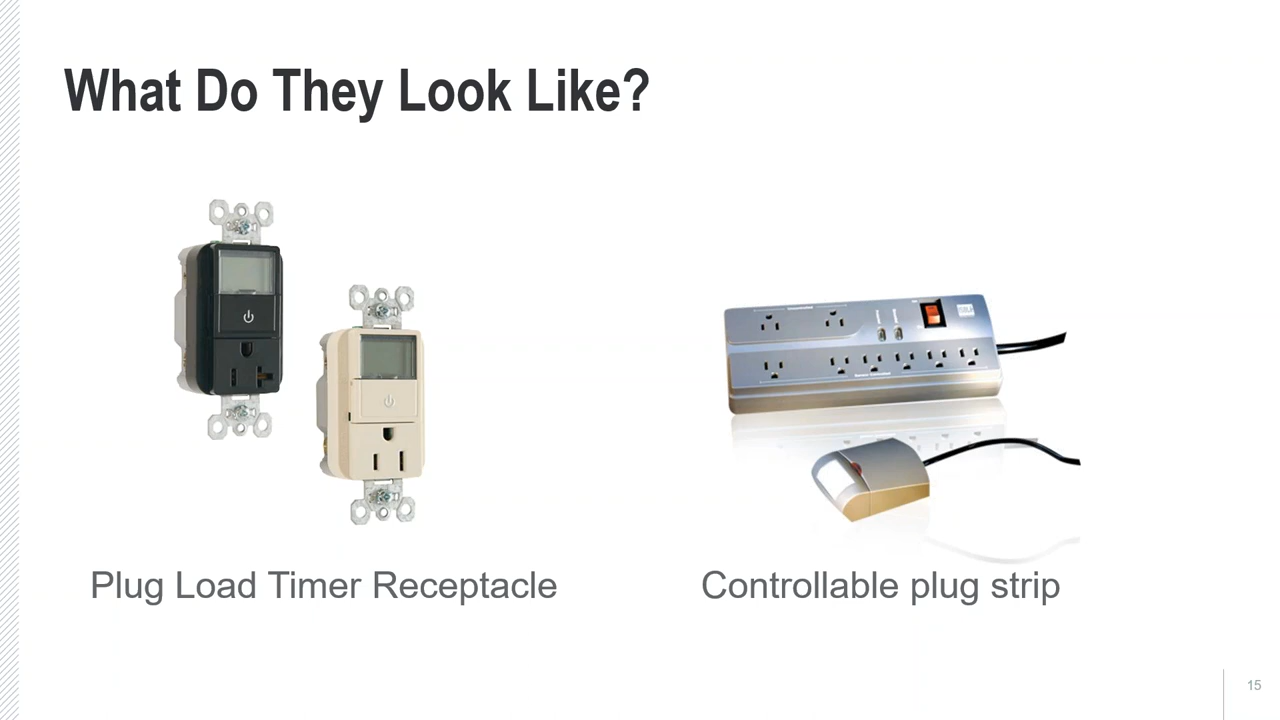 What Do They Look Like?
Plug Load Timer Receptacle
Controllable plug strip
15